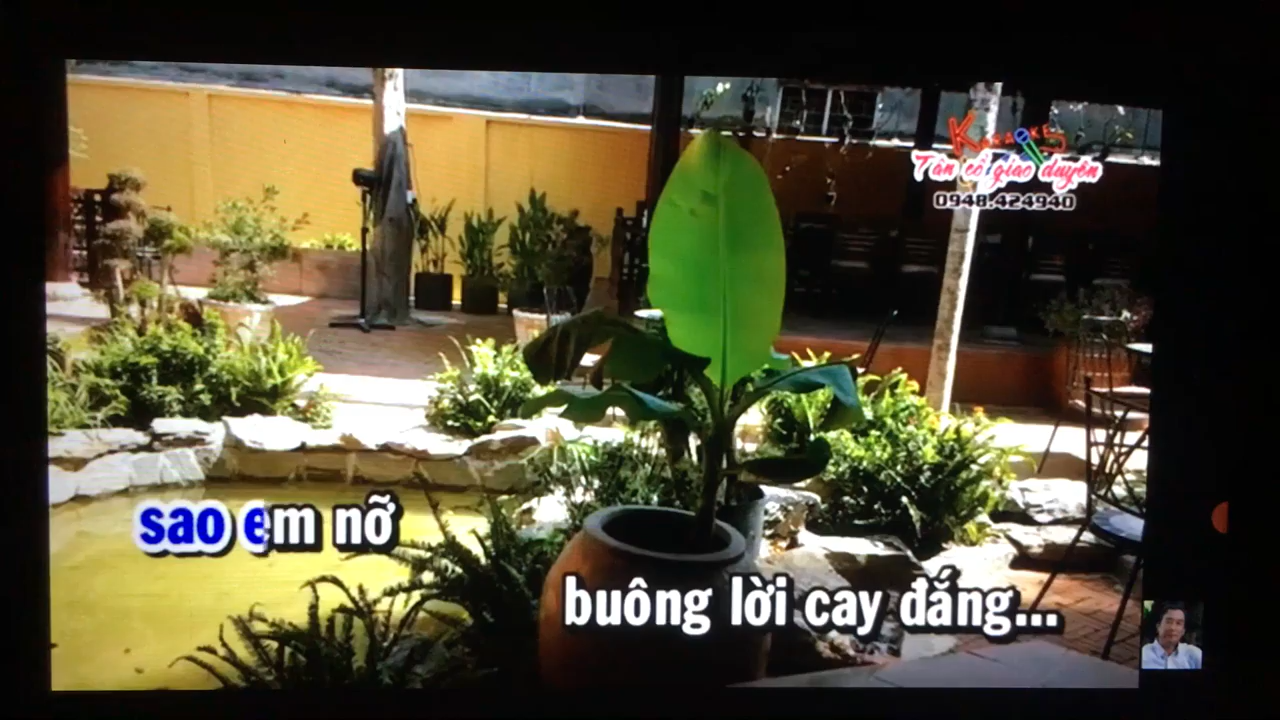 KARAOKE
Tân cổ giao duyên
0948.424940
sao em nỡ
buông lời cay đắng...